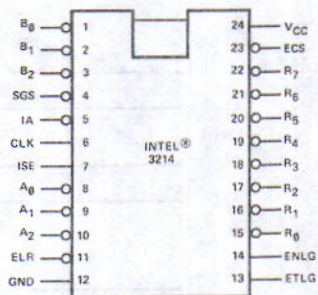 B₀ 1 24 V_CC
B₁ 2 23 ECS
B₂ 3 22 R₇
SGS 4 21 R₆
IA 5 20 R₅
CLK 6 19 R₄
ISE 7 18 R₃
A₀ 8 17 R₂
A₁ 9 16 R₁
A₂ 10 15 R₀
ELR 11 14 ENLG
GND 12 13 ETLG
INTEL®
3214